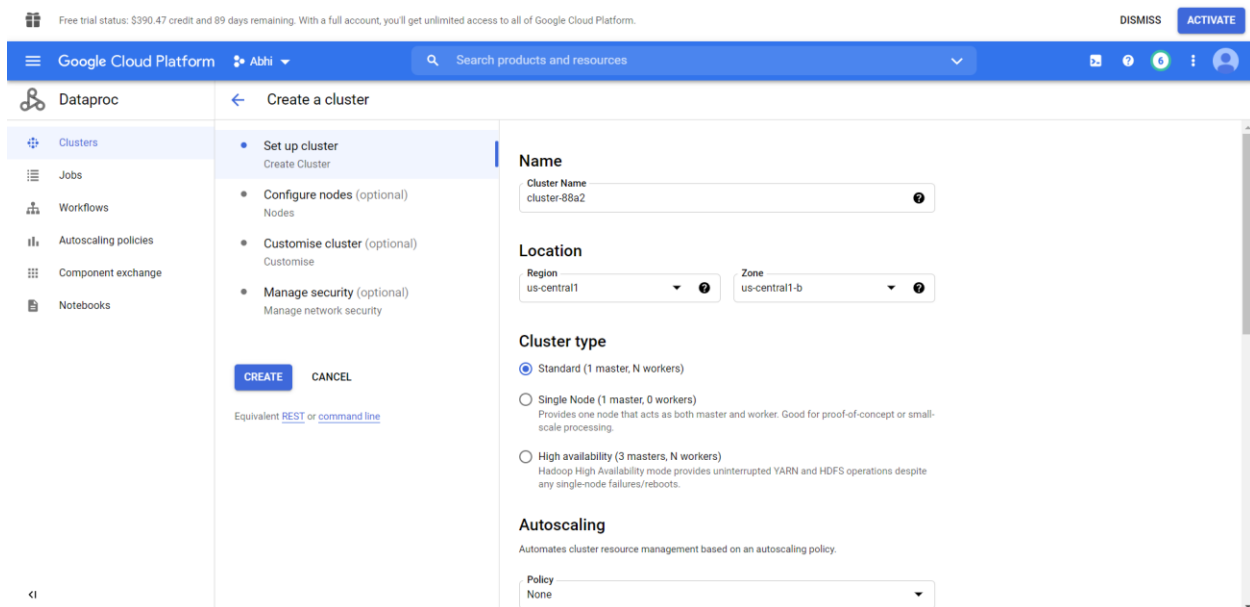 Free trial status: $390.47 credit and 89 days remaining. With a full account, you'll get unlimited access to all of Google Cloud Platform.
DISMISS
ACTIVATE
Google Cloud Platform
Abhi
Search products and resources
6
Dataproc
Create a cluster
Clusters
Jobs
Workflows
Autoscaling policies
Component exchange
Notebooks
Set up cluster
Create Cluster
Configure nodes (optional)
Nodes
Customise cluster (optional)
Customise
Manage security (optional)
Manage network security
CREATE
CANCEL
Equivalent REST or command line
Name
Cluster Name
cluster-88a2
Location
Region
us-central1
Zone
us-central1-b
Cluster type
Standard (1 master, N workers)
Single Node (1 master, 0 workers)
Provides one node that acts as both master and worker. Good for proof-of-concept or small-
scale processing.
High availability (3 masters, N workers)
Hadoop High Availability mode provides uninterrupted YARN and HDFS operations despite
any single-node failures/reboots.
Autoscaling
Automates cluster resource management based on an autoscaling policy.
Policy
None